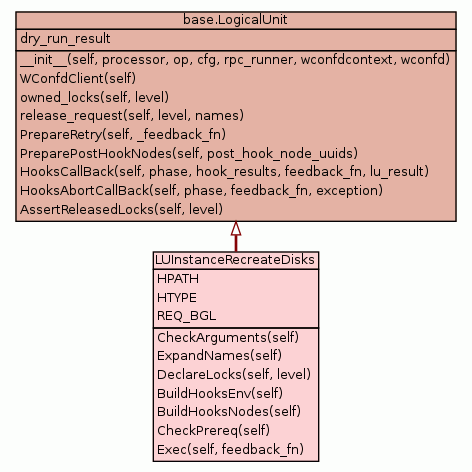 base.LogicalUnit
dry_run_result
__init__(self, processor, op, cfg, rpc_runner, wconfdcontext, wconfd)
WConfdClient(self)
owned_locks(self, level)
release_request(self, level, names)
PrepareRetry(self, _feedback_fn)
PreparePostHookNodes(self, post_hook_node_uuids)
HooksCallBack(self, phase, hook_results, feedback_fn, lu_result)
HooksAbortCallBack(self, phase, feedback_fn, exception)
AssertReleasedLocks(self, level)
LUInstanceRecreateDisks
HPATH
HTYPE
REQ_BGL
CheckArguments(self)
ExpandNames(self)
DeclareLocks(self, level)
BuildHooksEnv(self)
BuildHooksNodes(self)
CheckPrereq(self)
Exec(self, feedback_fn)